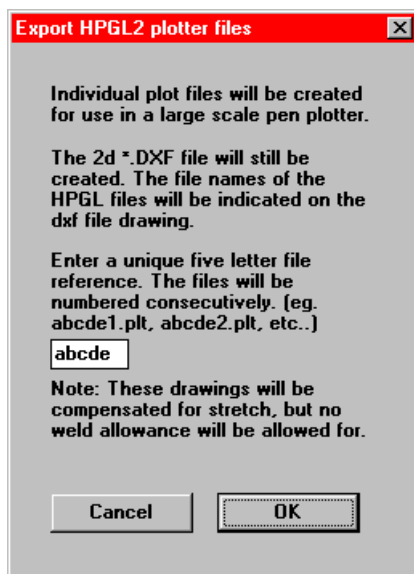 Export HPGL2 plotter files
Individual plot files will be created
for use in a large scale pen plotter.
The 2d *.DXF file will still be
created. The file names of the
HPGL files will be indicated on the
dxf file drawing.
Enter a unique five letter file
reference. The files will be
numbered consecutively. (eg.
abcde1.plt, abcde2.plt, etc..)
abcde
Note: These drawings will be
compensated for stretch, but no
weld allowance will be allowed for.
Cancel OK